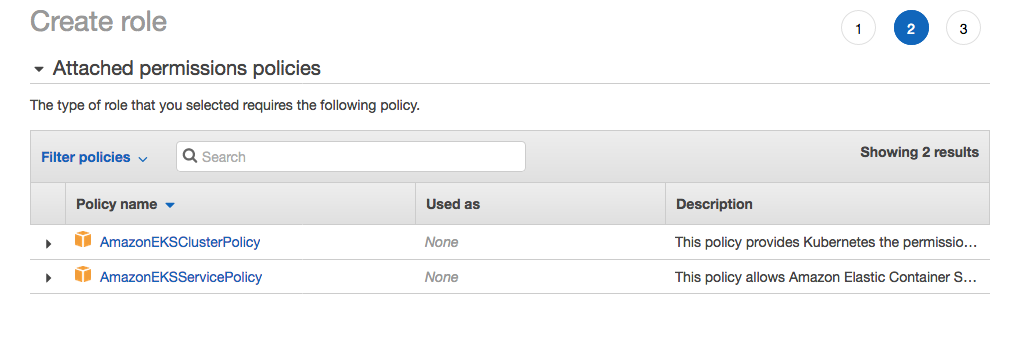 Create role
1 2 3
Attached permissions policies
The type of role that you selected requires the following policy.
Filter policies Search Showing 2 results
Policy name Used as Description
AmazonEKSClusterPolicy None This policy provides Kubernetes the permissio...
AmazonEKSServicePolicy None This policy allows Amazon Elastic Container S...